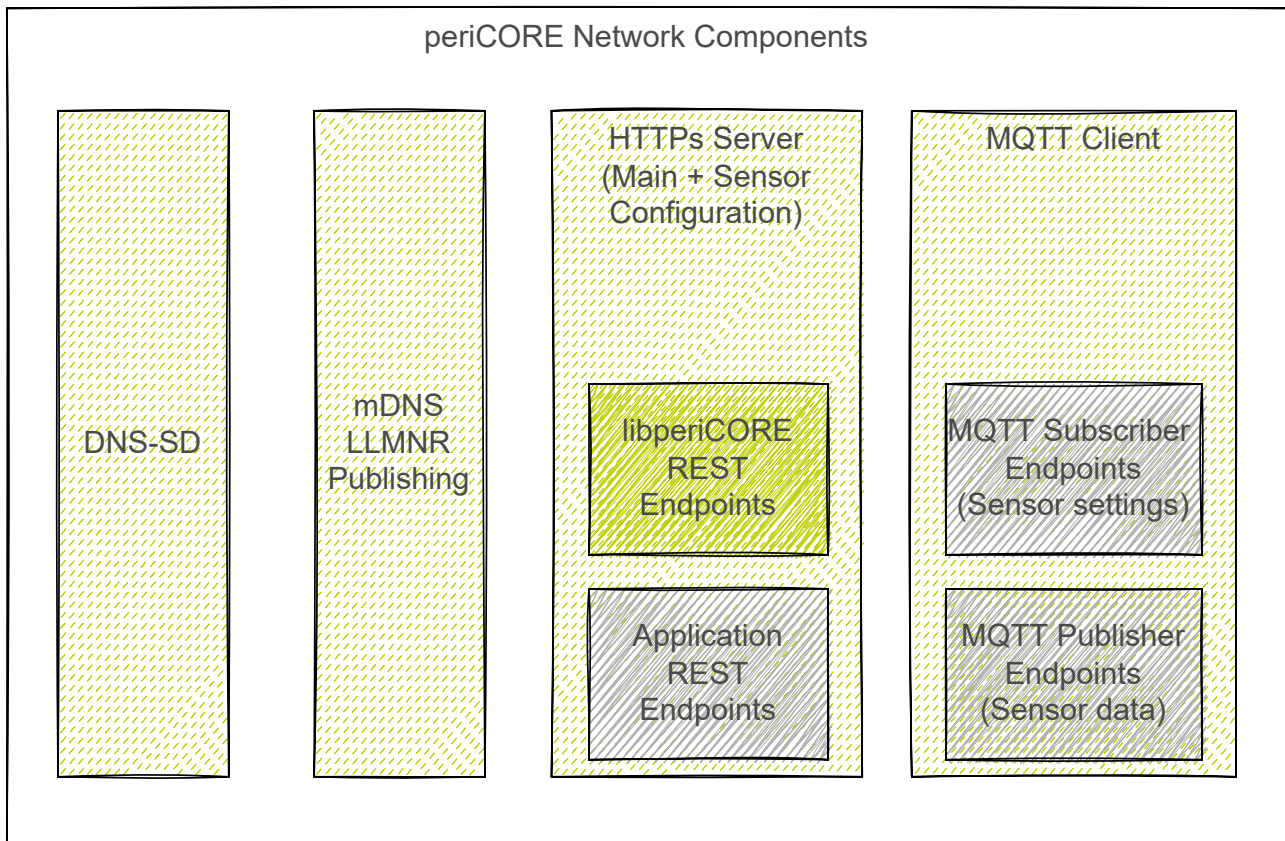 periCORE Network Components
DNS-SD
mDNS
LLMNR
Publishing
HTTPs Server
(Main + Sensor
Configuration)
libperiCORE
REST
Endpoints
Application
REST
Endpoints
MQTT Client
MQTT Subscriber
Endpoints
(Sensor settings)
MQTT Publisher
Endpoints
(Sensor data)